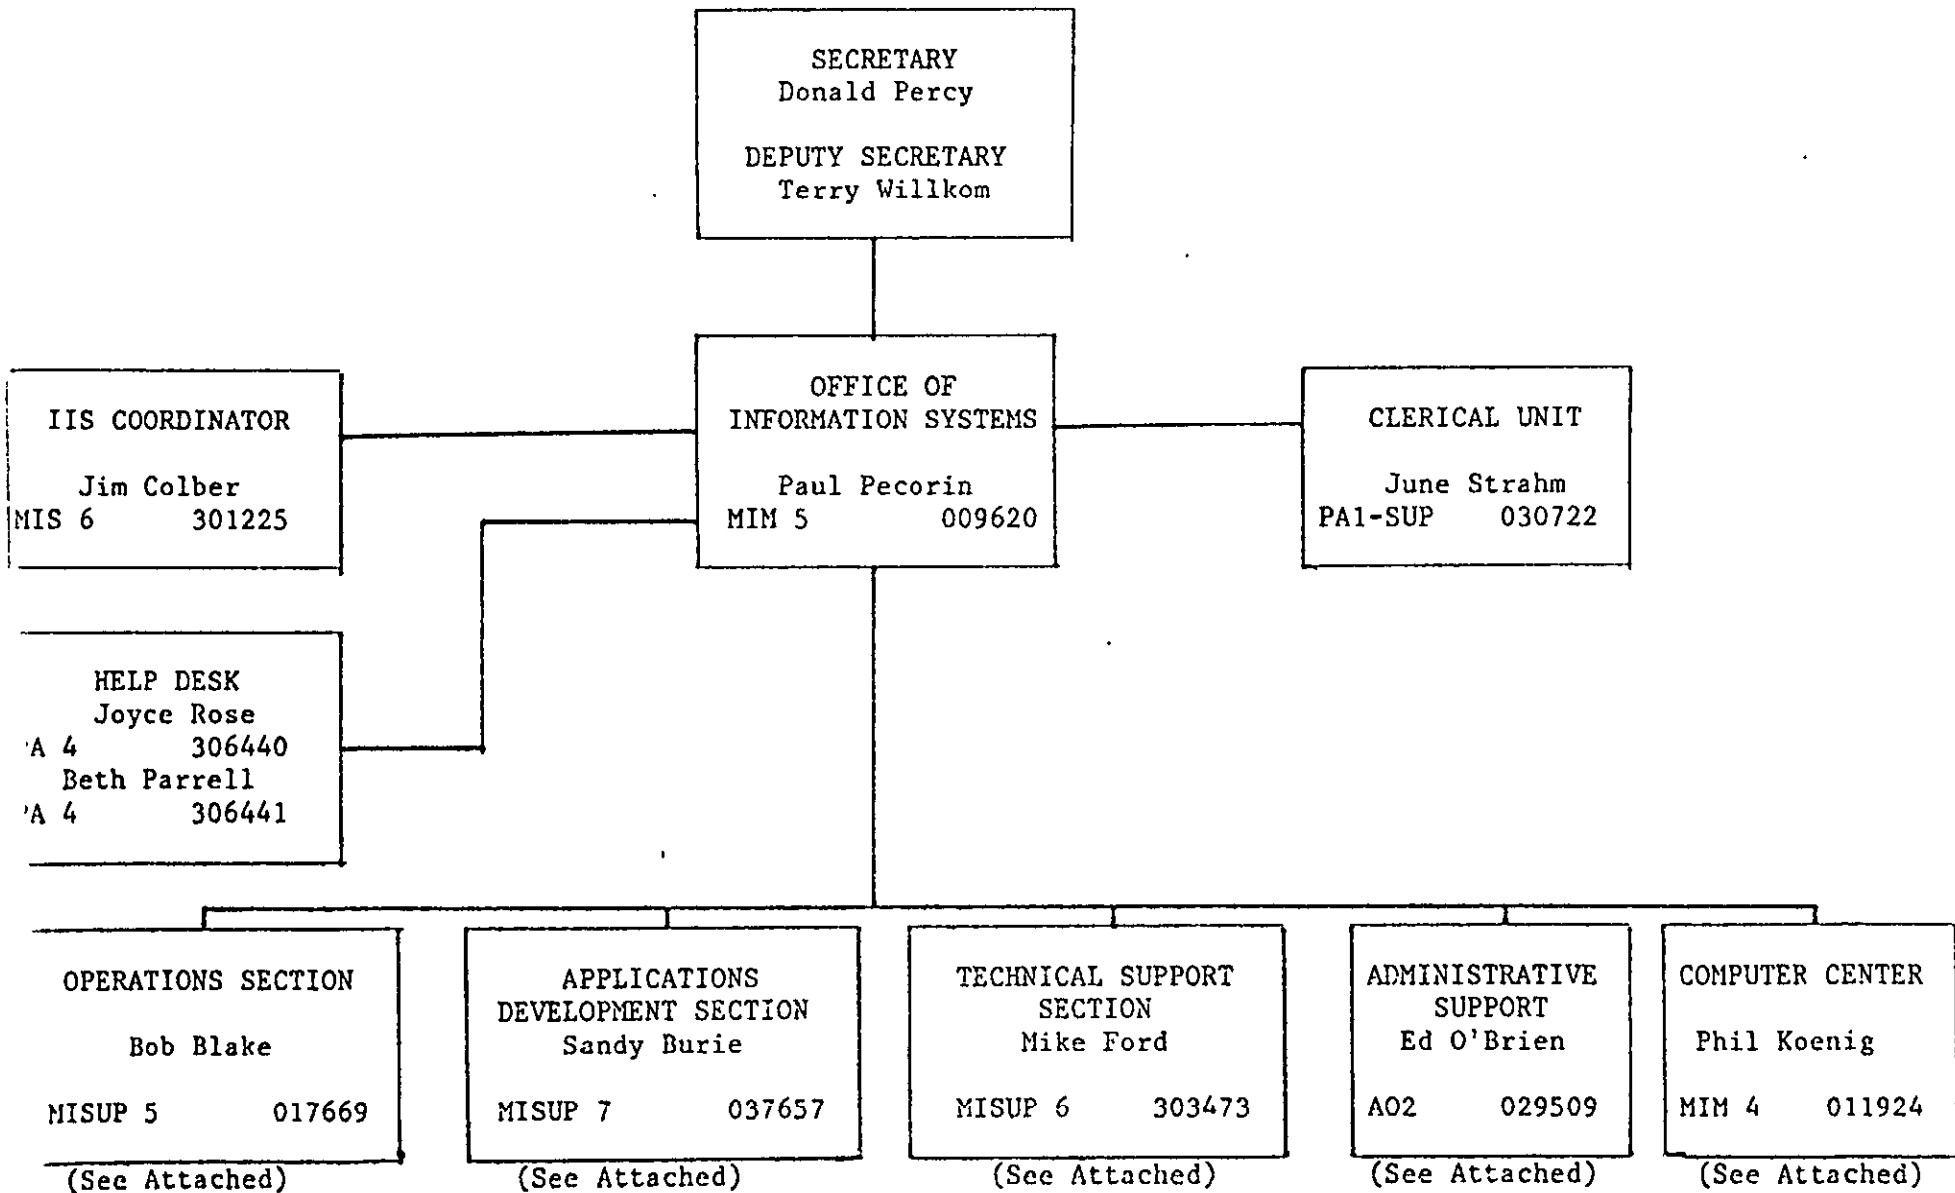 SECRETARY
Donald Percy
DEPUTY SECRETARY
Terry Willkom
OFFICE OF
INFORMATION SYSTEMS
Paul Pecorin
MIM 5 009620
IIS COORDINATOR
Jim Colber
MIS 6 301225
CLERICAL UNIT
June Strahm
PA1-SUP 030722
HELP DESK
Joyce Rose
A 4 306440
Beth Parrell
A 4 306441
OPERATIONS SECTION
Bob Blake
MISUP 5 017669
(See Attached)
APPLICATIONS
DEVELOPMENT SECTION
Sandy Burie
MISUP 7 037657
(See Attached)
TECHNICAL SUPPORT
SECTION
Mike Ford
MISUP 6 303473
(See Attached)
ADMINISTRATIVE
SUPPORT
Ed O'Brien
AO2 029509
(See Attached)
COMPUTER CENTER
Phil Koenig
MIM 4 011924
(See Attached)